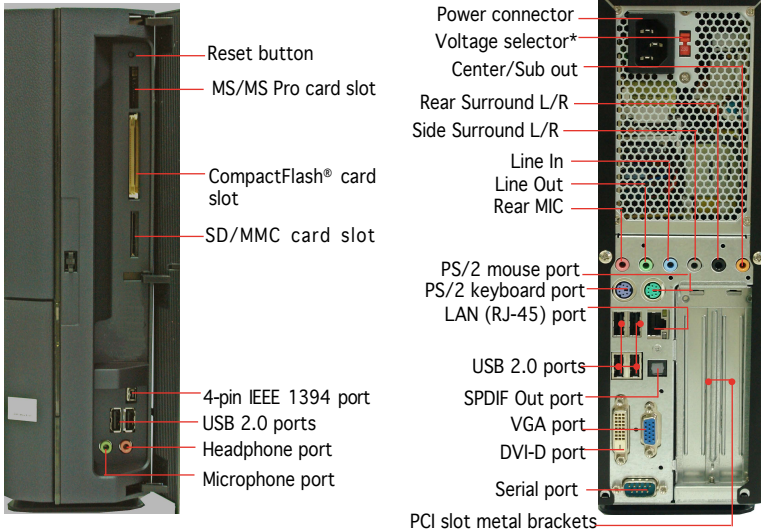 Reset button
MS/MS Pro card slot
CompactFlash® card
slot
SD/MMC card slot
4-pin IEEE 1394 port
USB 2.0 ports
Headphone port
Microphone port
Power connector
Voltage selector*
Center/Sub out
Rear Surround L/R
Side Surround L/R
Line In
Line Out
Rear MIC
PS/2 mouse port
PS/2 keyboard port
LAN (RJ-45) port
USB 2.0 ports
SPDIF Out port
VGA port
DVI-D port
Serial port
PCI slot metal brackets